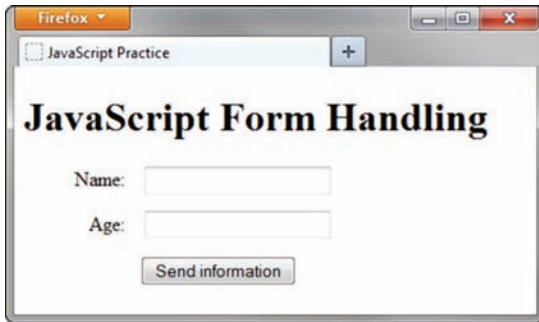 Firefox
JavaScript Practice
JavaScript Form Handling
Name:
Age:
Send information